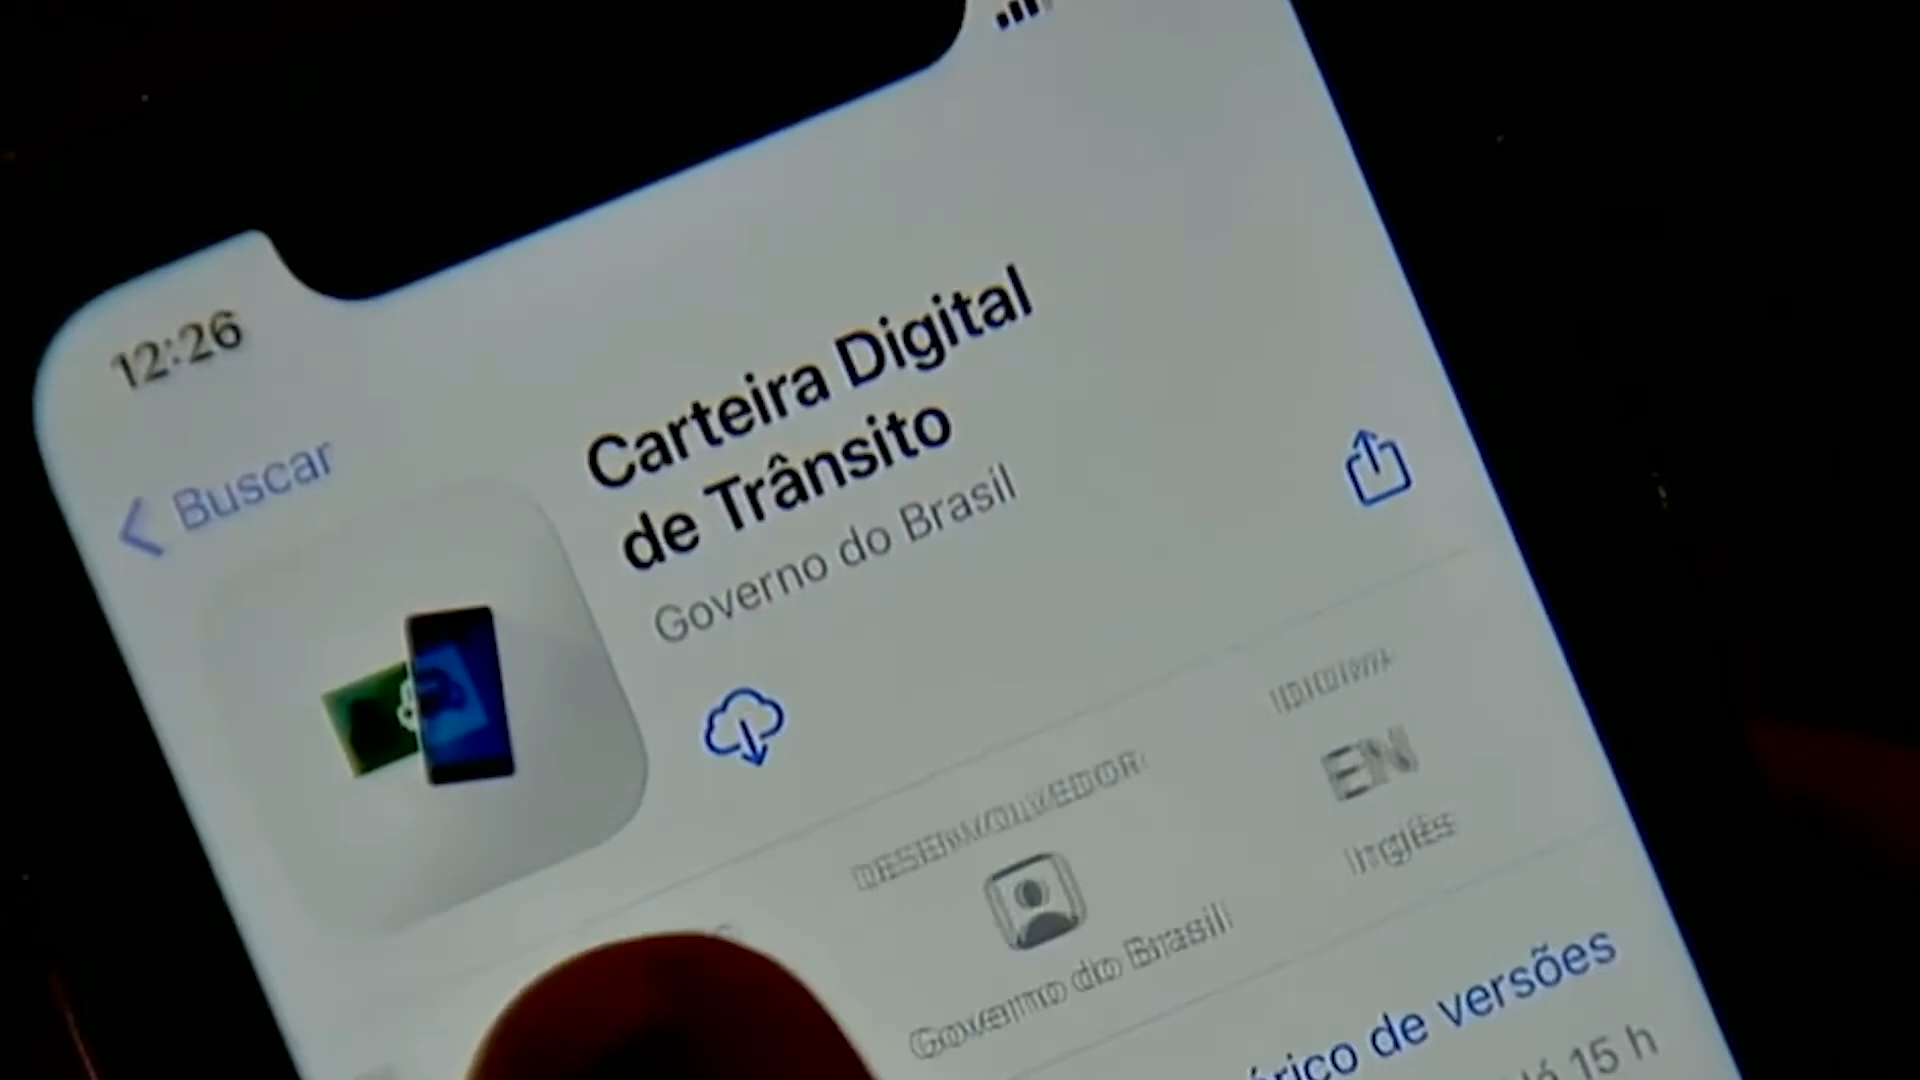 12:26
Buscar
Carteira Digital
de Trânsito
Governo do Brasil
IDIOMA
DESENVOLVEDOR
EN
Inglês
Governo do Brasil
de versões
há 15 h